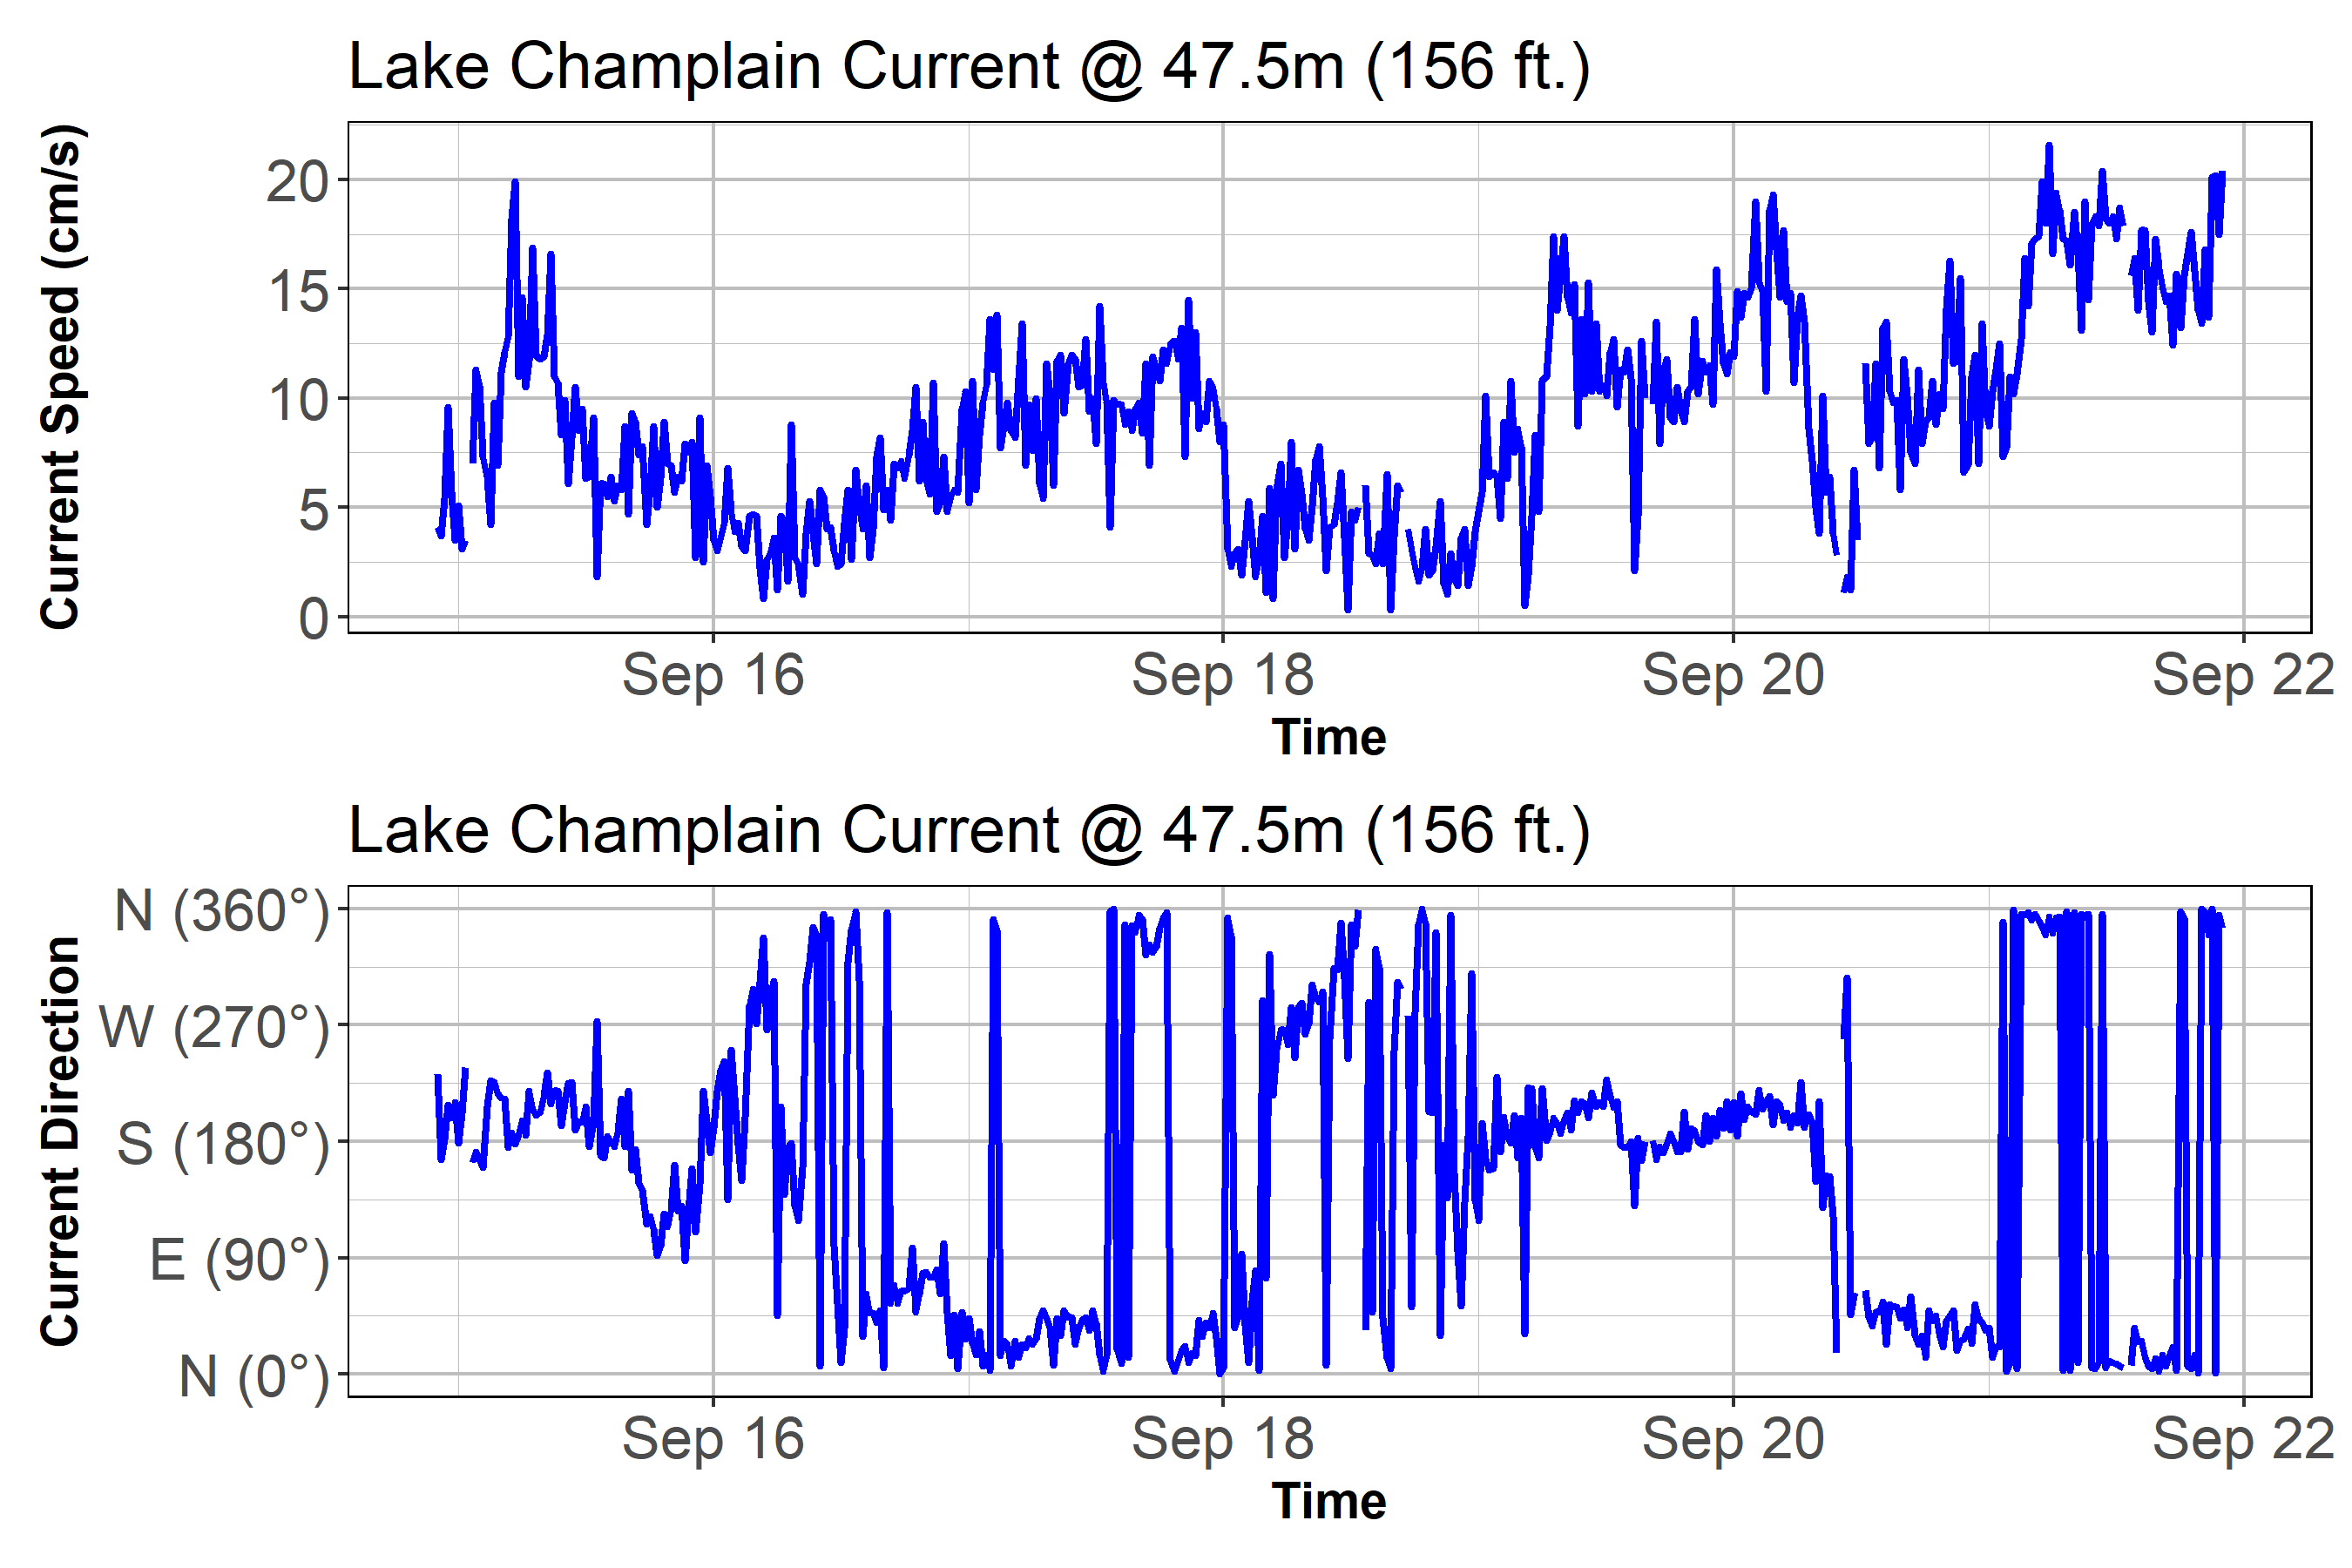 Lake Champlain Current @ 47.5m (156 ft.)
Current Speed (cm/s)
20
15
10
5
0
Sep 16 Sep 18 Sep 20 Sep 22
Time
Lake Champlain Current @ 47.5m (156 ft.)
Current Direction
N (360°)
W (270°)
S (180°)
E (90°)
N (0°)
Sep 16 Sep 18 Sep 20 Sep 22
Time